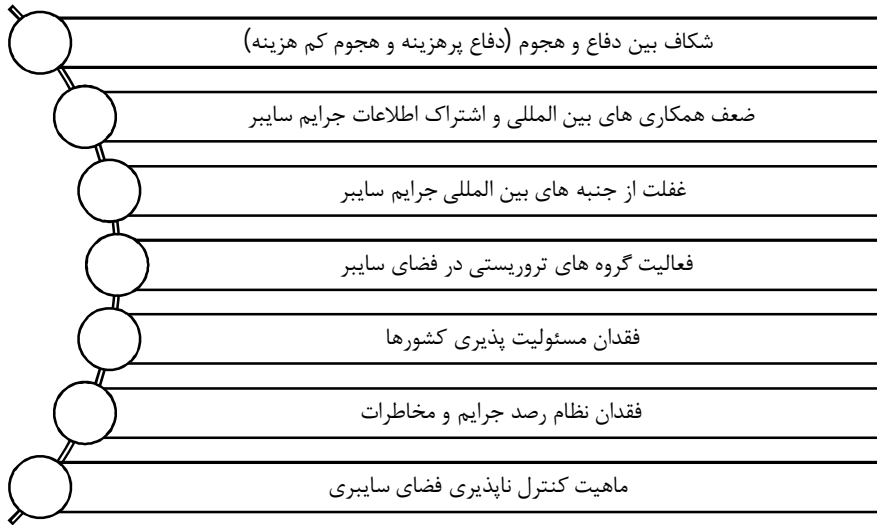 شکاف بین دفاع و هجوم (دفاع پرهزینه و هجوم کم هزینه)
ضعف همکاری های بین المللی و اشتراک اطلاعات جرایم سایبر
غفلت از جنبه های بین المللی جرایم سایبر
فعالیت گروه های تروریستی در فضای سایبر
فقدان مسئولیت پذیری کشورها
فقدان نظام رصد جرایم و مخاطرات
ماهیت کنترل ناپذیری فضای سایبری